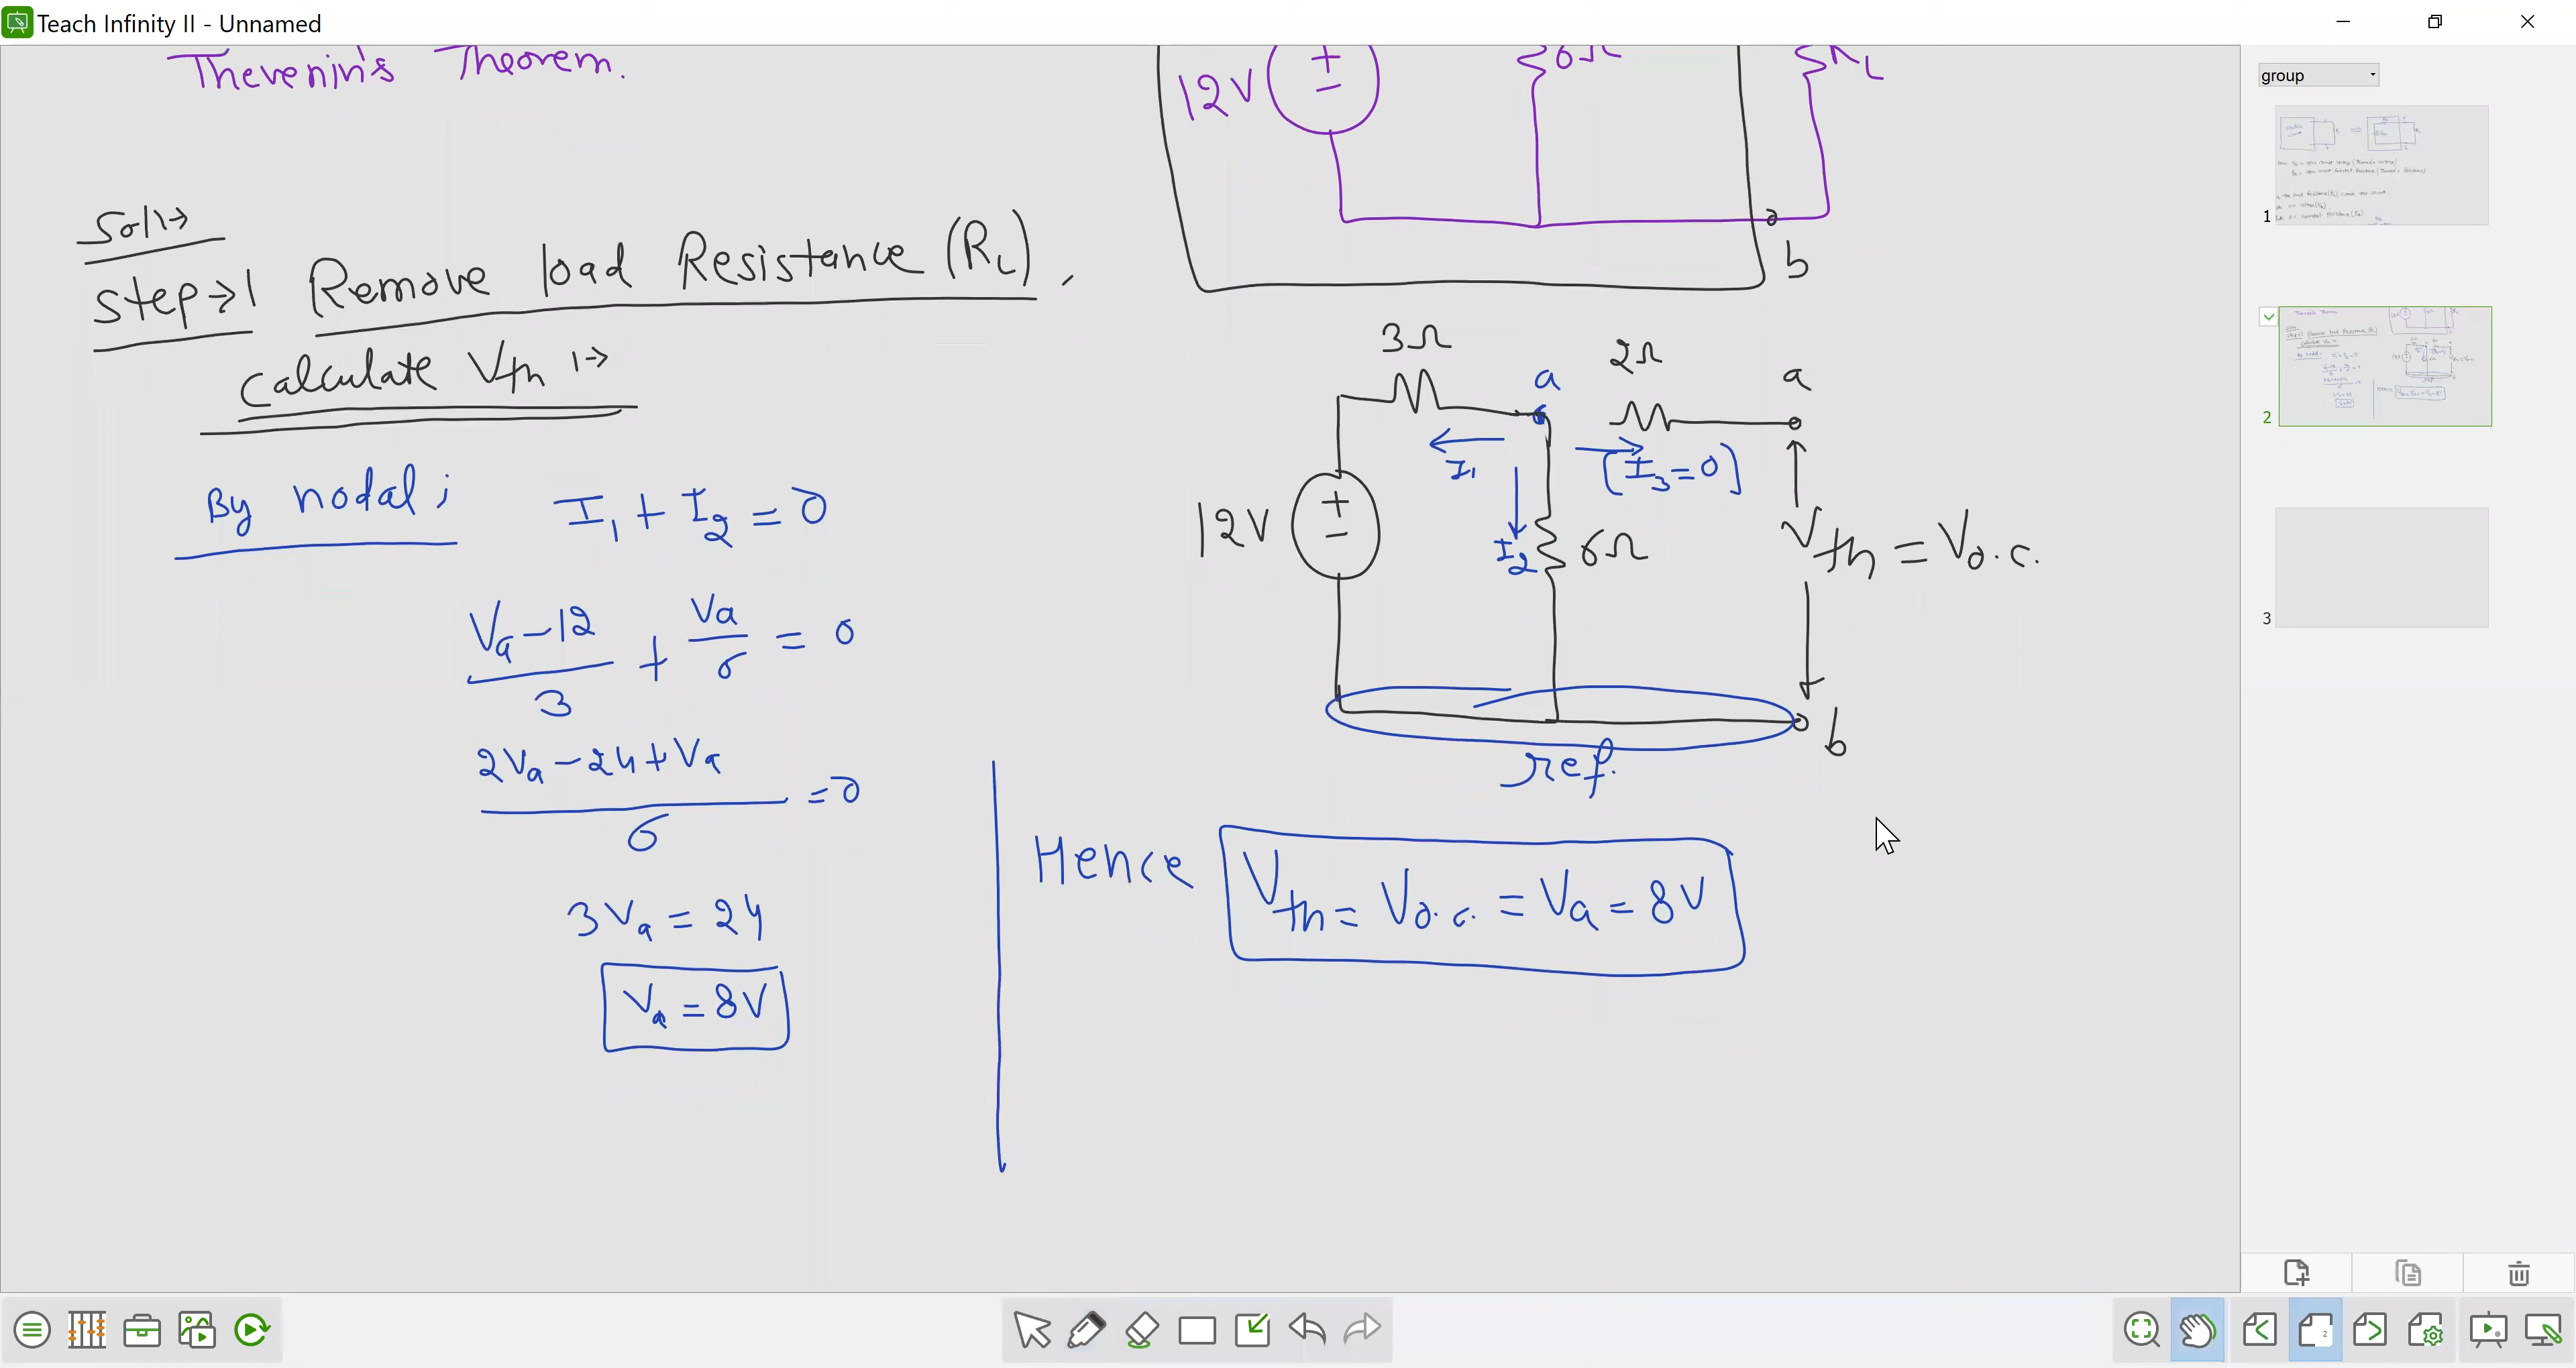 Teach Infinity II - Unnamed
Thevenin's Theorem.
12V + - 6Ω RL
b
Soln→
Step→1 Remove load Resistance (RL),
Calculate Vth :→
By nodal; I1 + I2 = 0
Va - 12 / 3 + Va / 6 = 0
2Va - 24 + Va / 6 = 0
3Va = 24
Va = 8V
3Ω
2Ω
a
a
I1
[I3 = 0]
12V + -
I2
6Ω
Vth = Vo.c.
b
ref.
Hence Vth = Vo.c. = Va = 8V
group
1
2
3
2